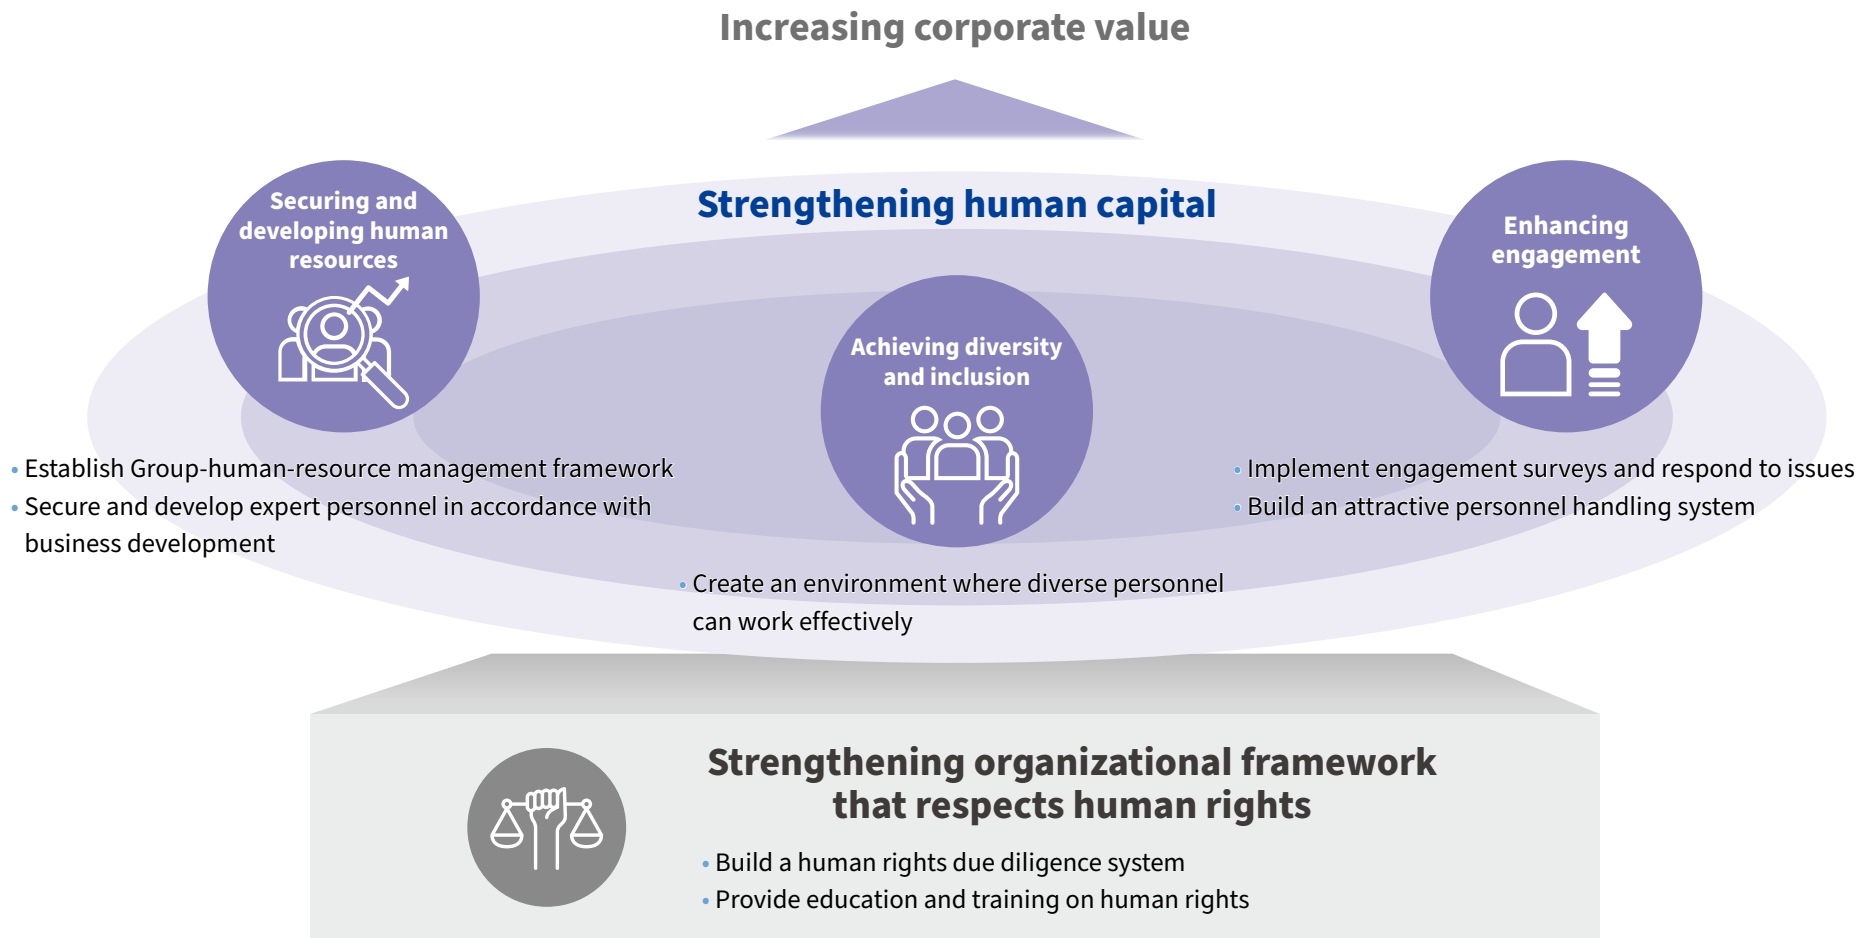 Increasing corporate value
Strengthening human capital
Securing and
developing human
resources
• Establish Group-human-resource management framework
• Secure and develop expert personnel in accordance with
business development
Achieving diversity
and inclusion
• Create an environment where diverse personnel
can work effectively
Enhancing
engagement
• Implement engagement surveys and respond to issues
• Build an attractive personnel handling system
Strengthening organizational framework
that respects human rights
• Build a human rights due diligence system
• Provide education and training on human rights